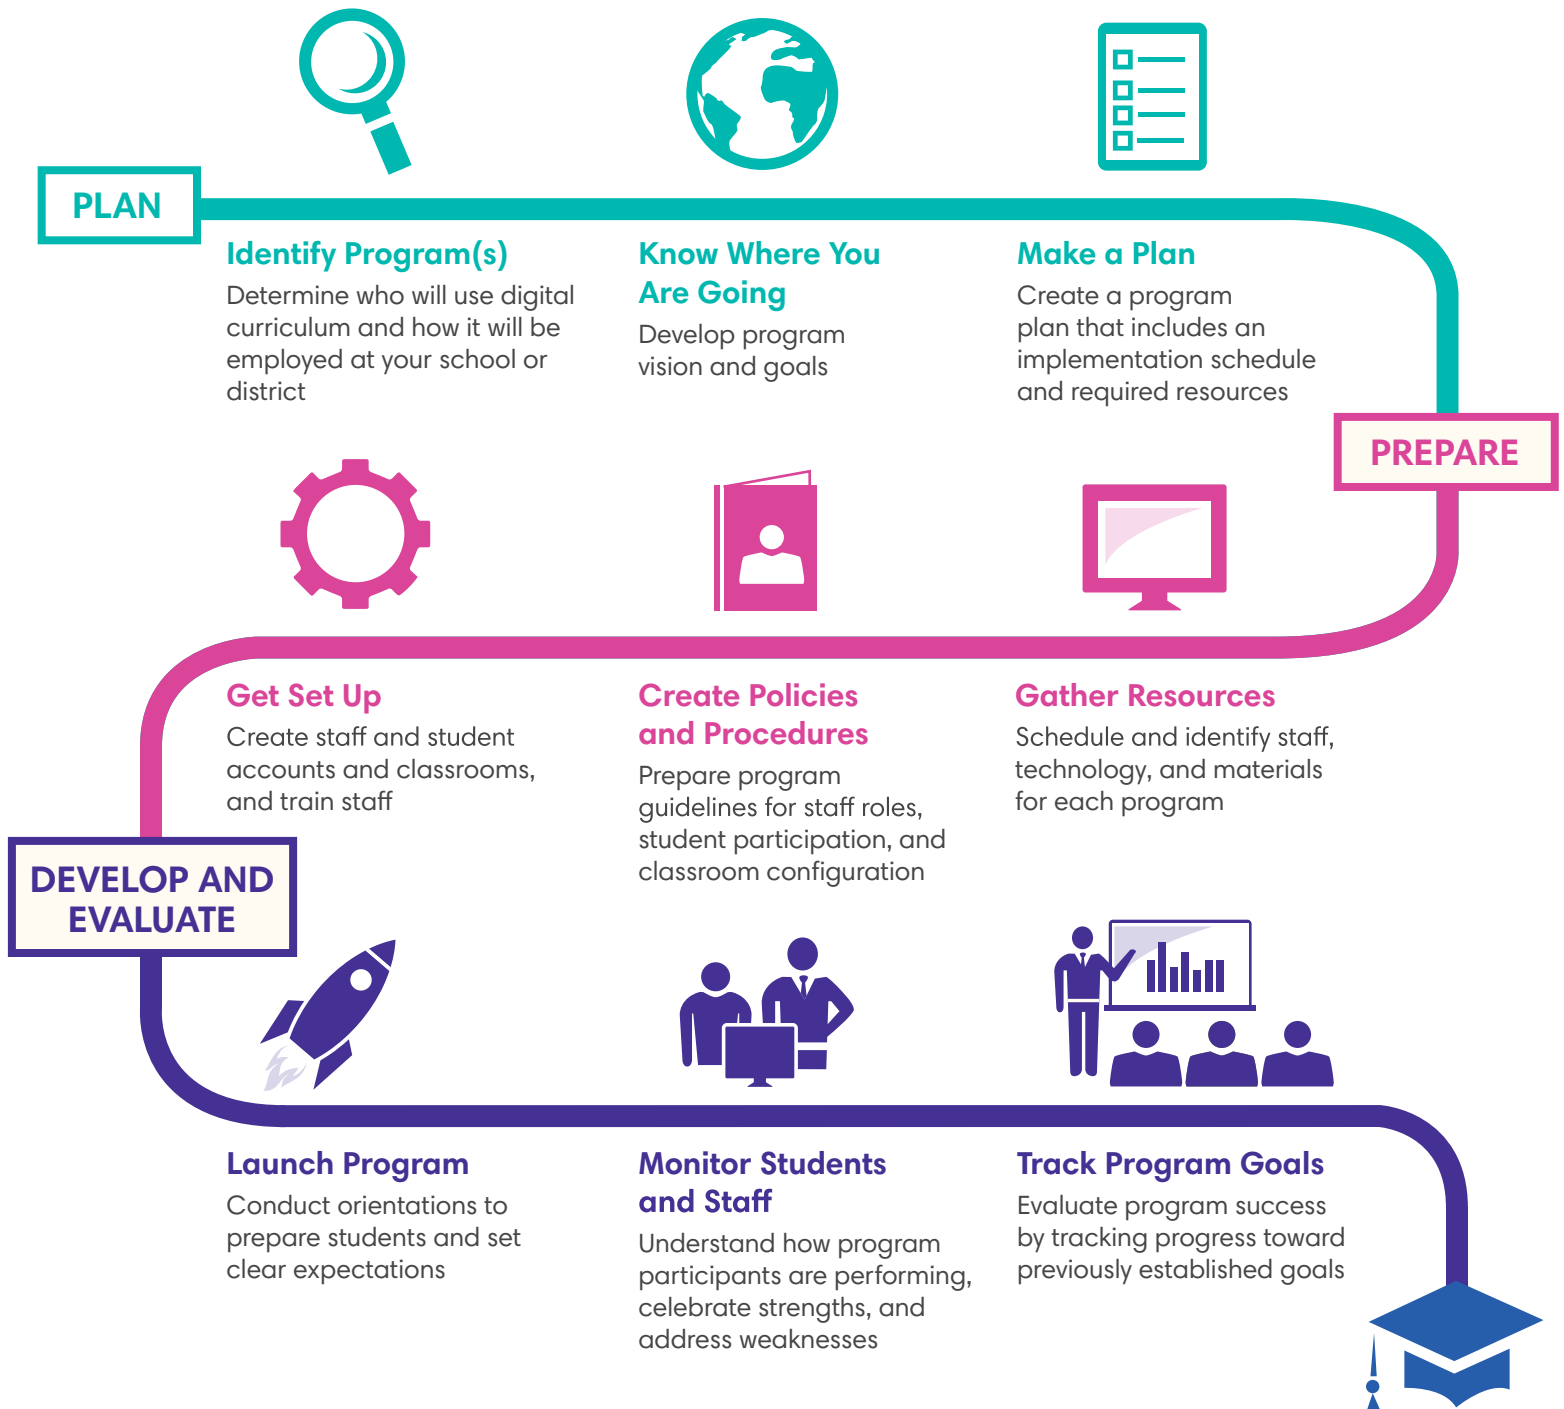 PLAN
Identify Program(s)
Determine who will use digital
curriculum and how it will be
employed at your school or
district
Know Where You
Are Going
Develop program
vision and goals
Make a Plan
Create a program
plan that includes an
implementation schedule
and required resources
PREPARE
Gather Resources
Schedule and identify staff,
technology, and materials
for each program
Create Policies
and Procedures
Prepare program
guidelines for staff roles,
student participation, and
classroom configuration
Get Set Up
Create staff and student
accounts and classrooms,
and train staff
DEVELOP AND
EVALUATE
Launch Program
Conduct orientations to
prepare students and set
clear expectations
Monitor Students
and Staff
Understand how program
participants are performing,
celebrate strengths, and
address weaknesses
Track Program Goals
Evaluate program success
by tracking progress toward
previously established goals